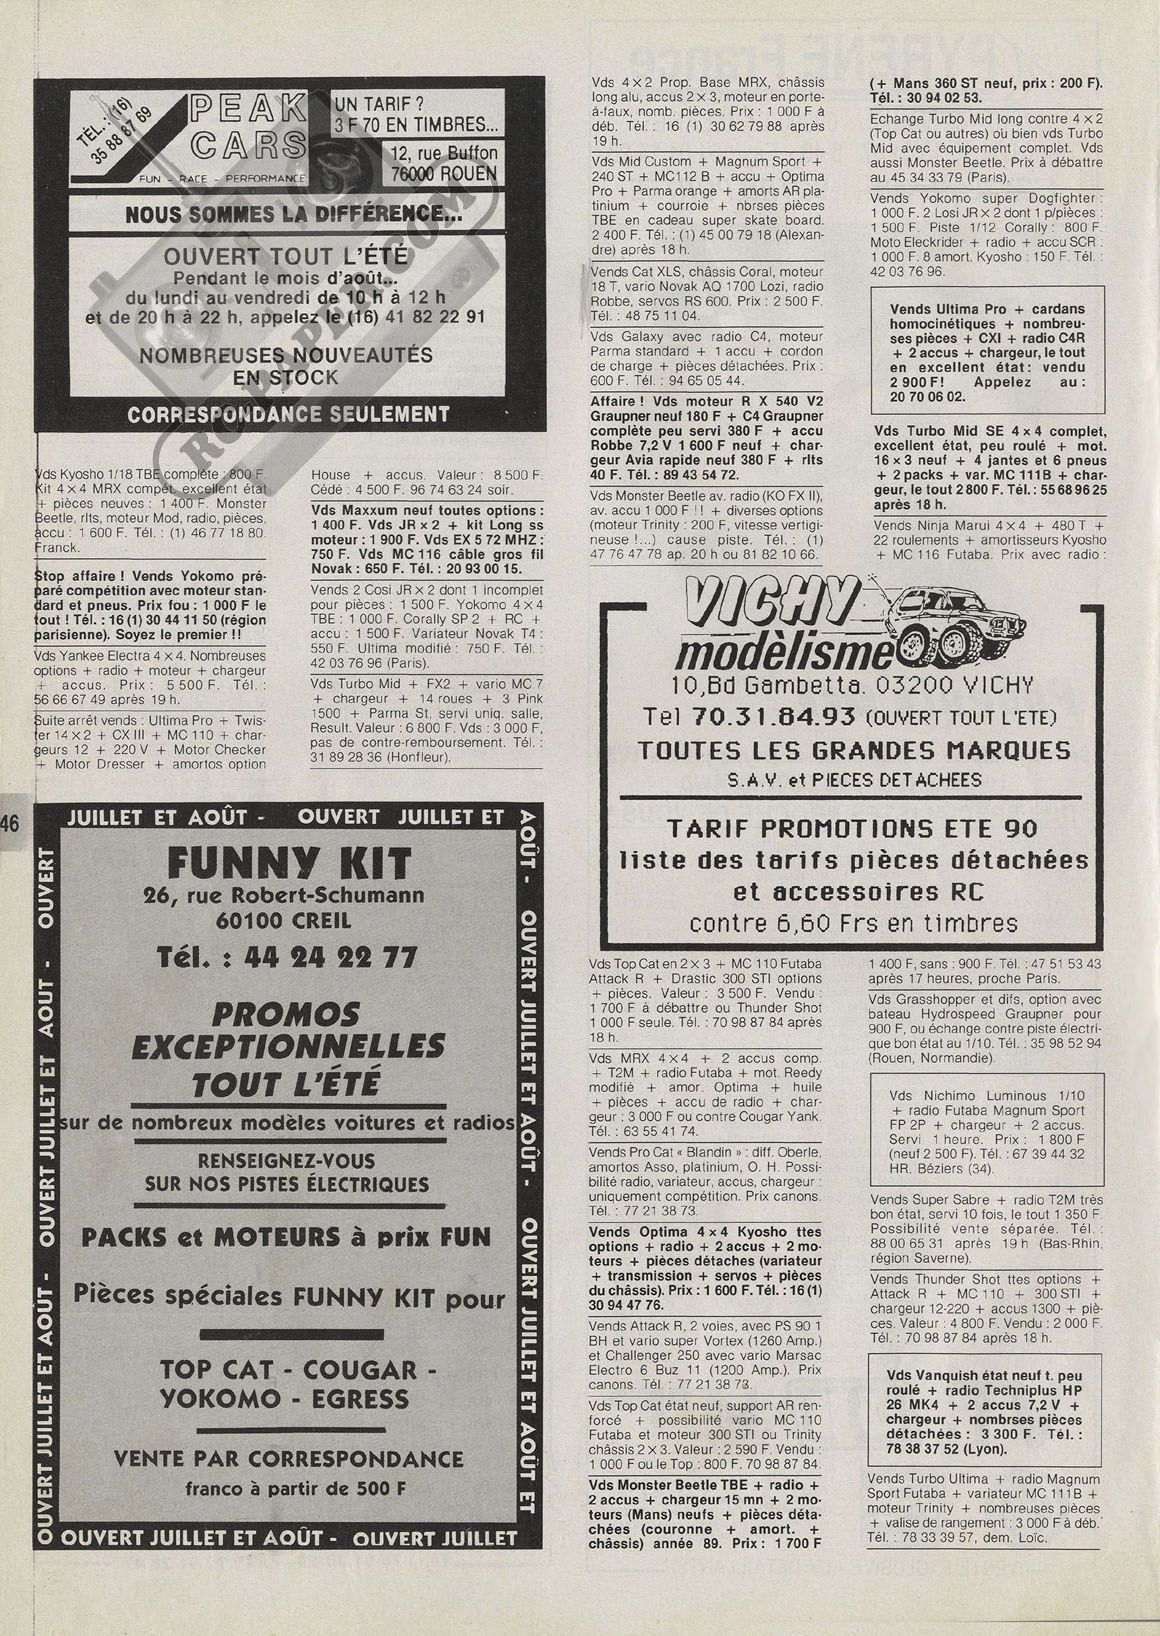 TÉL. : (16)
35 88 87 69
PEAK
CARS
FUN - RACE - PERFORMANCE
UN TARIF ?
3 F 70 EN TIMBRES...
12, rue Buffon
76000 ROUEN
NOUS SOMMES LA DIFFÉRENCE...
OUVERT TOUT L'ÉTÉ
Pendant le mois d'août...
du lundi au vendredi de 10 h à 12 h
et de 20 h à 22 h, appelez le (16) 41 82 22 91
NOMBREUSES NOUVEAUTÉS
EN STOCK
CORRESPONDANCE SEULEMENT
RCPAPER.COM
Vds Kyosho 1/18 TBE complète : 800 F.
Kit 4×4 MRX compét. excellent état
+ pièces neuves : 1 400 F. Monster
Beetle, rlts, moteur Mod, radio, pièces,
accu : 1 600 F. Tél. : (1) 46 77 18 80.
Franck.
Stop affaire ! Vends Yokomo pré-
paré compétition avec moteur stan-
dard et pneus. Prix fou : 1 000 F le
tout ! Tél. : 16 (1) 30 44 11 50 (région
parisienne). Soyez le premier !!
Vds Yankee Electra 4×4. Nombreuses
options + radio + moteur + chargeur
+ accus. Prix : 5 500 F. Tél. :
56 66 67 49 après 19 h.
Suite arrêt vends : Ultima Pro + Twis-
ter 14×2 + CX III + MC 110 + char-
geurs 12 + 220 V + Motor Checker
+ Motor Dresser + amortos option
House + accus. Valeur : 8 500 F.
Cédé : 4 500 F. 96 74 63 24 soir.
Vds Maxxum neuf toutes options :
1 400 F. Vds JR×2 + kit Long ss
moteur : 1 900 F. Vds EX 5 72 MHZ :
750 F. Vds MC 116 câble gros fil
Novak : 650 F. Tél. : 20 93 00 15.
Vends 2 Cosi JR×2 dont 1 incomplet
pour pièces : 1 500 F. Yokomo 4×4
TBE : 1 000 F. Corally SP 2 + RC +
accu : 1 500 F. Variateur Novak T4 :
550 F. Ultima modifié : 750 F. Tél. :
42 03 76 96 (Paris).
Vds Turbo Mid + FX2 + vario MC 7
+ chargeur + 14 roues + 3 Pink
1500 + Parma St, servi uniq. salle,
Result. Valeur : 6 800 F. Vds : 3 000 F,
pas de contre-remboursement. Tél. :
31 89 28 36 (Honfleur).
46
JUILLET ET AOÛT - OUVERT JUILLET ET AOÛT - OUVERT JUILLET ET AOÛT - OUVERT JUILLET ET AOÛT ET
OUVERT JUILLET ET AOÛT - OUVERT JUILLET ET AOUT - OUVERT
O OUVERT JUILLET ET AOÛT - OUVERT JUILLET
FUNNY KIT
26, rue Robert-Schumann
60100 CREIL
Tél. : 44 24 22 77
PROMOS
EXCEPTIONNELLES
TOUT L'ÉTÉ
sur de nombreux modèles voitures et radios
RENSEIGNEZ-VOUS
SUR NOS PISTES ÉLECTRIQUES
PACKS et MOTEURS à prix FUN
Pièces spéciales FUNNY KIT pour
TOP CAT - COUGAR -
YOKOMO - EGRESS
VENTE PAR CORRESPONDANCE
franco à partir de 500 F
Vds 4×2 Prop. Base MRX, châssis
long alu, accus 2×3, moteur en porte-
à-faux, nomb. pièces. Prix : 1 000 F à
déb. Tél. : 16 (1) 30 62 79 88 après
19 h.
Vds Mid Custom + Magnum Sport +
240 ST + MC112 B + accu + Optima
Pro + Parma orange + amorts AR pla-
tinium + courroie + nbrses pièces
TBE en cadeau super skate board.
2 400 F. Tél. : (1) 45 00 79 18 (Alexan-
dre) après 18 h.
Vends Cat XLS, châssis Coral, moteur
18 T, vario Novak AQ 1700 Lozi, radio
Robbe, servos RS 600. Prix : 2 500 F.
Tél. : 48 75 11 04.
Vds Galaxy avec radio C4, moteur
Parma standard + 1 accu + cordon
de charge + pièces détachées. Prix :
600 F. Tél. : 94 65 05 44.
Affaire ! Vds moteur R X 540 V2
Graupner neuf 180 F + C4 Graupner
complète peu servi 380 F + accu
Robbe 7,2 V 1 600 F neuf + char-
geur Avia rapide neuf 380 F + rlts
40 F. Tél. : 89 43 54 72.
Vds Monster Beetle av. radio (KO FX II),
av. accu 1 000 F !! + diverses options
(moteur Trinity : 200 F, vitesse vertigi-
neuse !...) cause piste. Tél. : (1)
47 76 47 78 ap. 20 h ou 81 82 10 66.
(+ Mans 360 ST neuf, prix : 200 F).
Tél. : 30 94 02 53.
Echange Turbo Mid long contre 4×2
(Top Cat ou autres) où bien vds Turbo
Mid avec équipement complet. Vds
aussi Monster Beetle. Prix à débattre
au 45 34 33 79 (Paris).
Vends Yokomo super Dogfighter :
1 000 F. 2 Losi JR×2 dont 1 p/pièces :
1 500 F. Piste 1/12 Corally : 800 F.
Moto Eleckrider + radio + accu SCR :
1 000 F. 8 amort. Kyosho : 150 F. Tél. :
42 03 76 96.
Vends Ultima Pro + cardans
homocinétiques + nombreu-
ses pièces + CXI + radio C4R
+ 2 accus + chargeur, le tout
en excellent état : vendu
2 900 F ! Appelez au :
20 70 06 02.
Vds Turbo Mid SE 4×4 complet,
excellent état, peu roulé + mot.
16×3 neuf + 4 jantes et 6 pneus
+ 2 packs + var. MC 111 B + char-
geur, le tout 2 800 F. Tél. : 55 68 96 25
après 18 h.
Vends Ninja Marui 4×4 + 480 T +
22 roulements + amortisseurs Kyosho
+ MC 116 Futaba. Prix avec radio :
VICHY
modèlisme
10,Bd Gambetta. 03200 VICHY
Tel 70.31.84.93 (OUVERT TOUT L'ETE)
TOUTES LES GRANDES MARQUES
S.A.V. et PIECES DETACHEES
TARIF PROMOTIONS ETE 90
liste des tarifs pièces détachées
et accessoires RC
contre 6,60 Frs en timbres
Vds Top Cat en 2×3 + MC 110 Futaba
Attack R + Drastic 300 STI options
+ pièces. Valeur : 3 500 F. Vendu :
1 700 F à débattre ou Thunder Shot
1 000 F seule. Tél. : 70 98 87 84 après
18 h.
Vds MRX 4×4 + 2 accus comp.
+ T2M + radio Futaba + mot. Reedy
modifié + amor. Optima + huile
+ pièces + accu de radio + char-
geur : 3 000 F ou contre Cougar Yank.
Tél. : 63 55 41 74.
Vends Pro Cat « Blandin » : diff. Oberle,
amortos Asso, platinium, O. H. Possi-
bilité radio, variateur, accus, chargeur :
uniquement compétition. Prix canons.
Tél. : 77 21 38 73.
Vends Optima 4×4 Kyosho ttes
options + radio + 2 accus + 2 mo-
teurs + pièces détaches (variateur
+ transmission + servos + pièces
du châssis). Prix : 1 600 F. Tél. : 16 (1)
30 94 47 76.
Vends Attack R, 2 voies, avec PS 90 1
BH et vario super Vortex (1260 Amp.)
et Challenger 250 avec vario Marsac
Electro 6 Buz 11 (1200 Amp.). Prix
canons. Tél. : 77 21 38 73.
Vds Top Cat état neuf, support AR ren-
forcé + possibilité vario MC 110
Futaba et moteur 300 STI ou Trinity
châssis 2×3. Valeur : 2 590 F. Vendu :
1 000 F ou le Top : 800 F. 70 98 87 84.
Vds Monster Beetle TBE + radio +
2 accus + chargeur 15 mn + 2 mo-
teurs (Mans) neufs + pièces déta-
chées (couronne + amort. +
châssis) année 89. Prix : 1 700 F
1 400 F, sans : 900 F. Tél. : 47 51 53 43
après 17 heures, proche Paris.
Vds Grasshopper et difs, option avec
bateau Hydrospeed Graupner pour
900 F, ou échange contre piste électri-
que bon état au 1/10. Tél. : 35 98 52 94
(Rouen, Normandie).
Vds Nichimo Luminous 1/10
+ radio Futaba Magnum Sport
FP 2P + chargeur + 2 accus.
Servi 1 heure. Prix : 1 800 F
(neuf 2 500 F). Tél. : 67 39 44 32
HR. Béziers (34).
Vends Super Sabre + radio T2M très
bon état, servi 10 fois, le tout 1 350 F.
Possibilité vente séparée. Tél. :
88 00 65 31 après 19 h (Bas-Rhin,
région Saverne).
Vends Thunder Shot ttes options +
Attack R + MC 110 + 300 STI +
chargeur 12-220 + accus 1300 + piè-
ces. Valeur : 4 800 F. Vendu : 2 000 F.
Tél. : 70 98 87 84 après 18 h.
Vds Vanquish état neuf t. peu
roulé + radio Techniplus HP
26 MK4 + 2 accus 7,2 V +
chargeur + nombrses pièces
détachées : 3 300 F. Tél. :
78 38 37 52 (Lyon).
Vends Turbo Ultima + radio Magnum
Sport Futaba + variateur MC 111B +
moteur Trinity + nombreuses pièces
+ valise de rangement : 3 000 F à déb.
Tél. : 78 33 39 57, dem. Loïc.